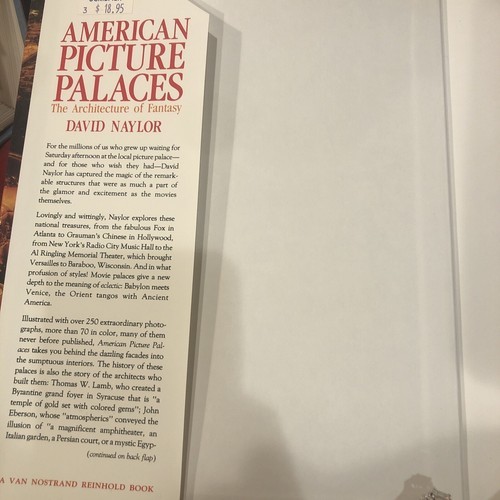 3 $ 18.95
AMERICAN
PICTURE
PALACES
The Architecture of Fantasy
DAVID NAYLOR
For the millions of us who grew up waiting for
Saturday afternoon at the local picture palace—
and for those who wish they had—David
Naylor has captured the magic of the remark-
able structures that were as much a part of
the glamor and excitement as the movies
themselves.
Lovingly and wittingly, Naylor explores these
national treasures, from the fabulous Fox in
Atlanta to Grauman's Chinese in Hollywood,
from New York's Radio City Music Hall to the
Al Ringling Memorial Theater, which brought
Versailles to Baraboo, Wisconsin. And in what
profusion of styles! Movie palaces give a new
depth to the meaning of eclectic: Babylon meets
Venice, the Orient tangos with Ancient
America.
Illustrated with over 250 extraordinary photo-
graphs, more than 70 in color, many of them
never before published, American Picture Pal-
aces takes you behind the dazzling facades into
the sumptuous interiors. The history of these
palaces is also the story of the architects who
built them: Thomas W. Lamb, who created a
Byzantine grand foyer in Syracuse that is "a
temple of gold set with colored gems"; John
Eberson, whose "atmospherics" conveyed the
illusion of "a magnificent amphitheater, an
Italian garden, a Persian court, or a mystic Egyp-
(continued on back flap)
A VAN NOSTRAND REINHOLD BOOK